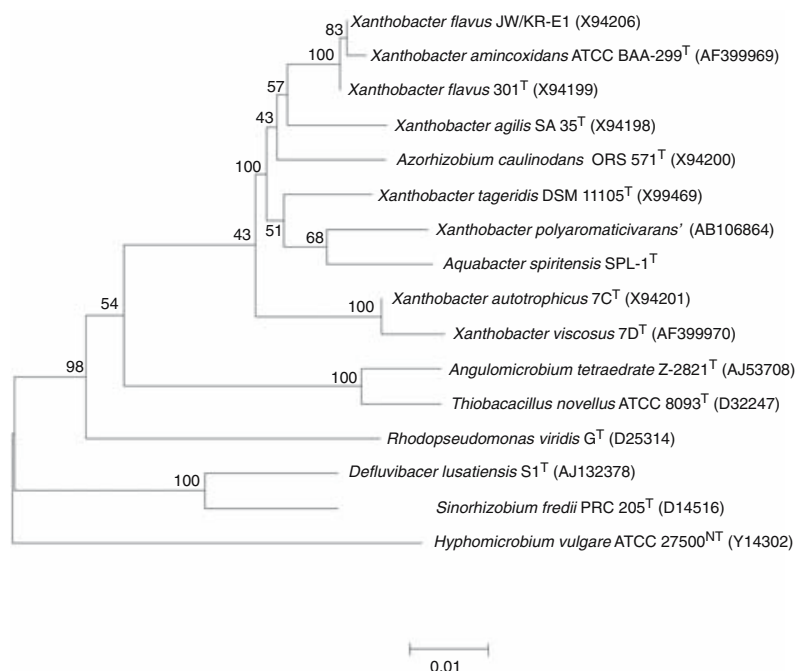 Xanthobacter flavus JW/KR-E1 (X94206)
83
Xanthobacter amincoxidans ATCC BAA-299T (AF399969)
100
Xanthobacter flavus 301T (X94199)
57
Xanthobacter agilis SA 35T (X94198)
43
Azorhizobium caulinodans ORS 571T (X94200)
100
Xanthobacter tageridis DSM 11105T (X99469)
51
Xanthobacter polyaromaticivarans' (AB106864)
68
43
Aquabacter spiritensis SPL-1T
Xanthobacter autotrophicus 7CT (X94201)
100
54
Xanthobacter viscosus 7DT (AF399970)
Angulomicrobium tetraedrate Z-2821T (AJ53708)
98
100
Thiobacacillus novellus ATCC 8093T (D32247)
Rhodopseudomonas viridis GT (D25314)
Defluvibacer lusatiensis S1T (AJ132378)
100
Sinorhizobium fredii PRC 205T (D14516)
Hyphomicrobium vulgare ATCC 27500NT (Y14302)
0.01